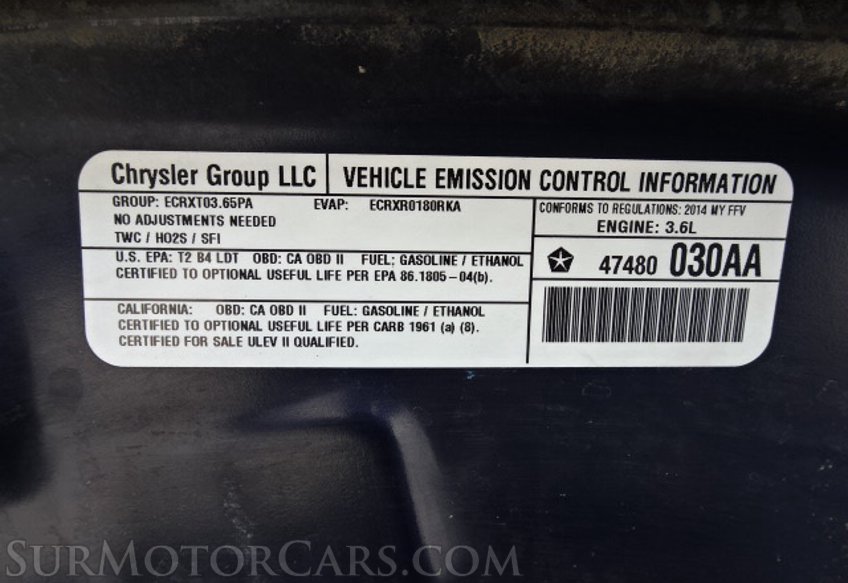 Chrysler Group LLC
VEHICLE EMISSION CONTROL INFORMATION
GROUP: ECRXT03.65PA EVAP: ECRXR0180RKA
NO ADJUSTMENTS NEEDED
TWC / HO2S / SFI
CONFORMS TO REGULATIONS: 2014 MY FFV
ENGINE: 3.6L
U.S. EPA: T2 B4 LDT OBD: CA OBD II FUEL; GASOLINE / ETHANOL
CERTIFIED TO OPTIONAL USEFUL LIFE PER EPA 86.1805-04(b).
47480 030AA
CALIFORNIA: OBD: CA OBD II FUEL: GASOLINE / ETHANOL
CERTIFIED TO OPTIONAL USEFUL LIFE PER CARB 1961 (a) (8).
CERTIFIED FOR SALE ULEV II QUALIFIED.
SurMotorCars.com